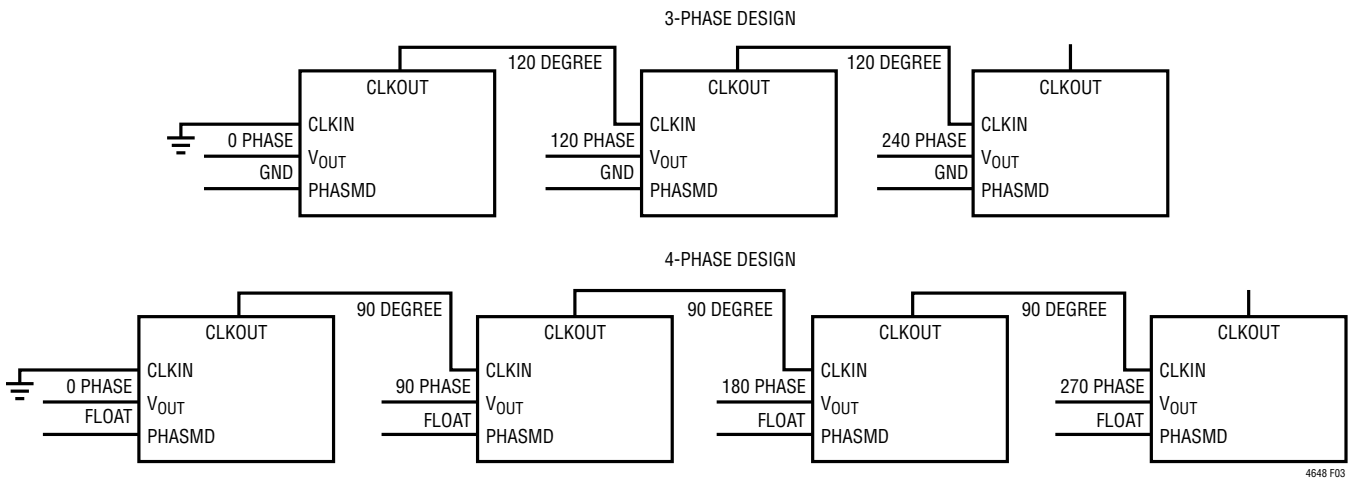 3-PHASE DESIGN
120 DEGREE
120 DEGREE
CLKOUT
CLKOUT
CLKOUT
CLKIN
CLKIN
CLKIN
0 PHASE
120 PHASE
240 PHASE
VOUT
VOUT
VOUT
GND
GND
GND
PHASMD
PHASMD
PHASMD
4-PHASE DESIGN
90 DEGREE
90 DEGREE
90 DEGREE
CLKOUT
CLKOUT
CLKOUT
CLKOUT
CLKIN
CLKIN
CLKIN
CLKIN
0 PHASE
90 PHASE
180 PHASE
270 PHASE
VOUT
VOUT
VOUT
VOUT
FLOAT
FLOAT
FLOAT
FLOAT
PHASMD
PHASMD
PHASMD
PHASMD
4648 F03